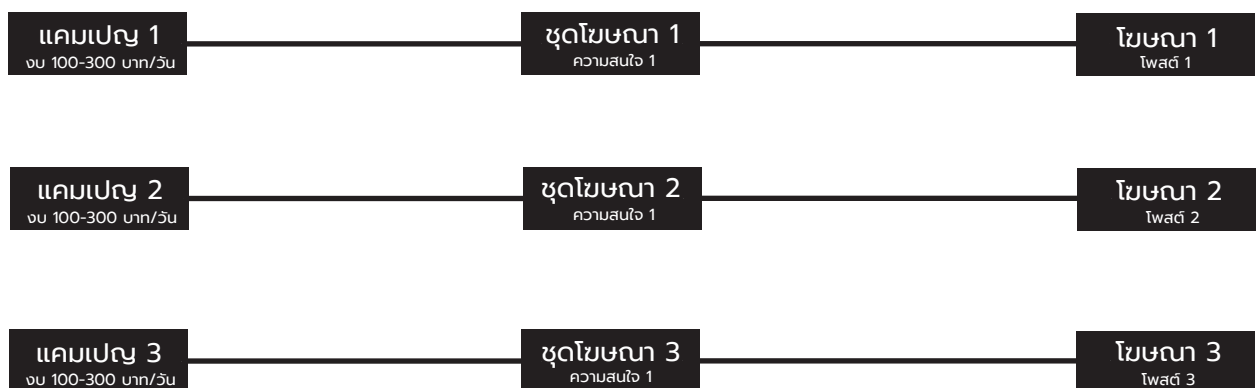 แคมเปญ 1
งบ 100-300 บาท/วัน
ชุดโฆษณา 1
ความสนใจ 1
โฆษณา 1
โพสต์ 1
แคมเปญ 2
งบ 100-300 บาท/วัน
ชุดโฆษณา 2
ความสนใจ 1
โฆษณา 2
โพสต์ 2
แคมเปญ 3
งบ 100-300 บาท/วัน
ชุดโฆษณา 3
ความสนใจ 1
โฆษณา 3
โพสต์ 3